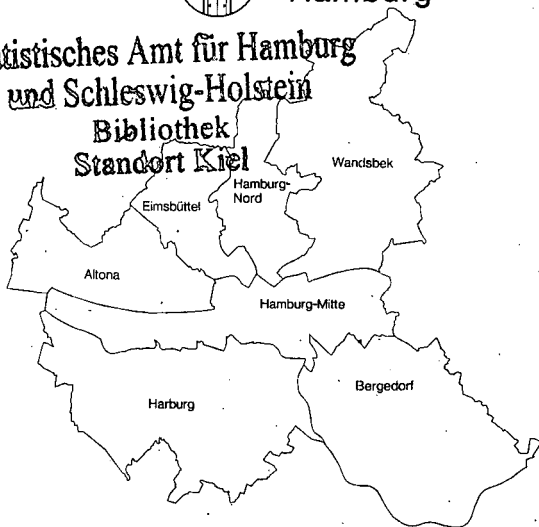 Hamburg
tistisches Amt für Hamburg
und Schleswig-Holstein
Bibliothek
Standort Kiel
Wandsbek
Hamburg-
Nord
Eimsbüttel
Altona
Hamburg-Mitte
Bergedorf
Harburg